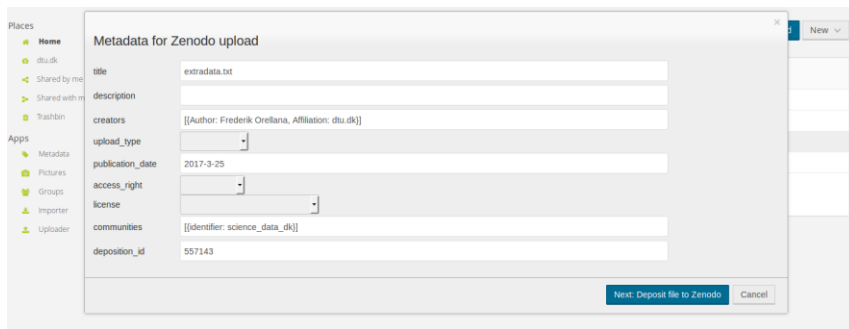 Places
Home
dtu.dk
Shared by me
Shared with m
Trashbin
Apps
Metadata
Pictures
Groups
Importer
Uploader
×
Metadata for Zenodo upload
title extradata.txt
description
creators [{Author: Frederik Orellana, Affiliation: dtu.dk}]
upload_type
publication_date 2017-3-25
access_right
license
communities [{identifier: science_data_dk}]
deposition_id 557143
Next: Deposit file to Zenodo Cancel
d New